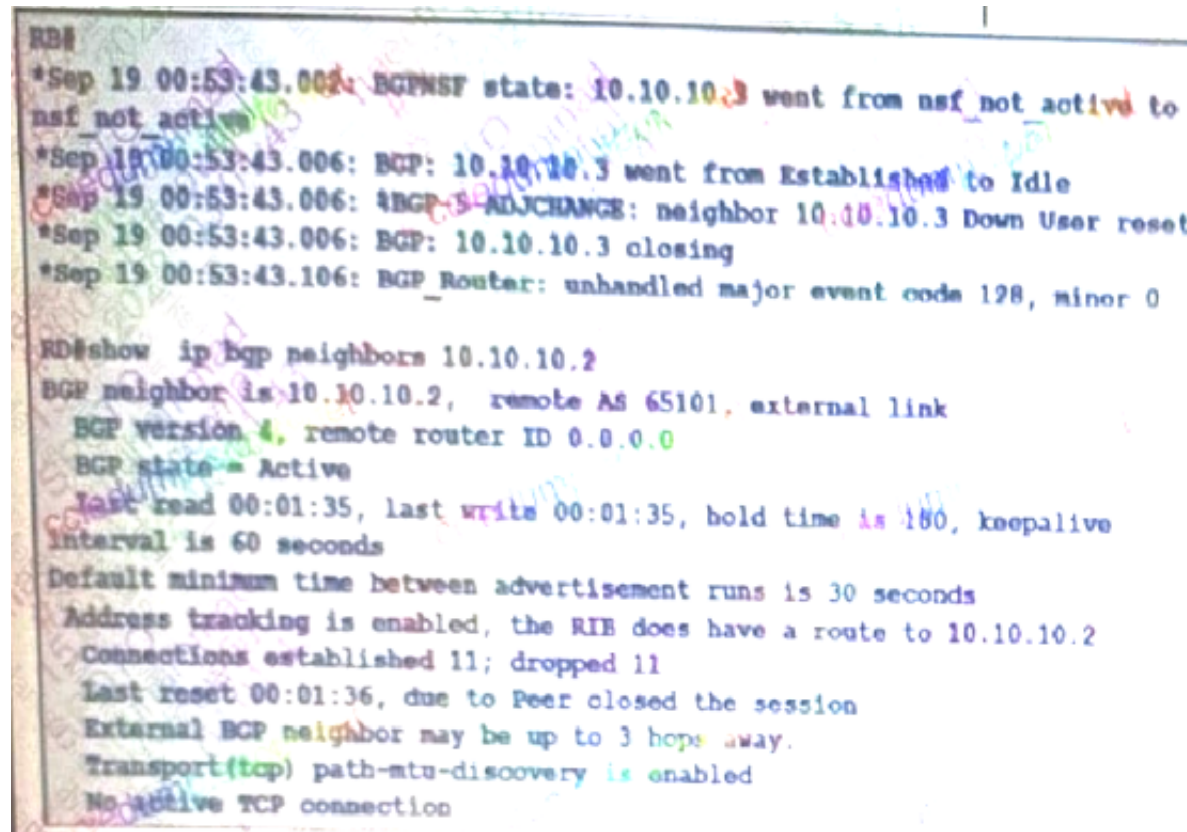 RB#
*Sep 19 00:53:43.002: BGPNSF state: 10.10.10.3 went from nsf_not_active to
nsf_not_active
*Sep 19 00:53:43.006: BGP: 10.10.10.3 went from Established to Idle
*Sep 19 00:53:43.006: %BGP-5-ADJCHANGE: neighbor 10.10.10.3 Down User reset
*Sep 19 00:53:43.006: BGP: 10.10.10.3 closing
*Sep 19 00:53:43.106: BGP_Router: unhandled major event code 128, minor 0
RD#show ip bgp neighbors 10.10.10.2
BGP neighbor is 10.10.10.2, remote AS 65101, external link
BGP version 4, remote router ID 0.0.0.0
BGP state = Active
Last read 00:01:35, last write 00:01:35, hold time is 180, keepalive
interval is 60 seconds
Default minimum time between advertisement runs is 30 seconds
Address tracking is enabled, the RIB does have a route to 10.10.10.2
Connections established 11; dropped 11
Last reset 00:01:36, due to Peer closed the session
External BGP neighbor may be up to 3 hops away.
Transport(tcp) path-mtu-discovery is enabled
No active TCP connection